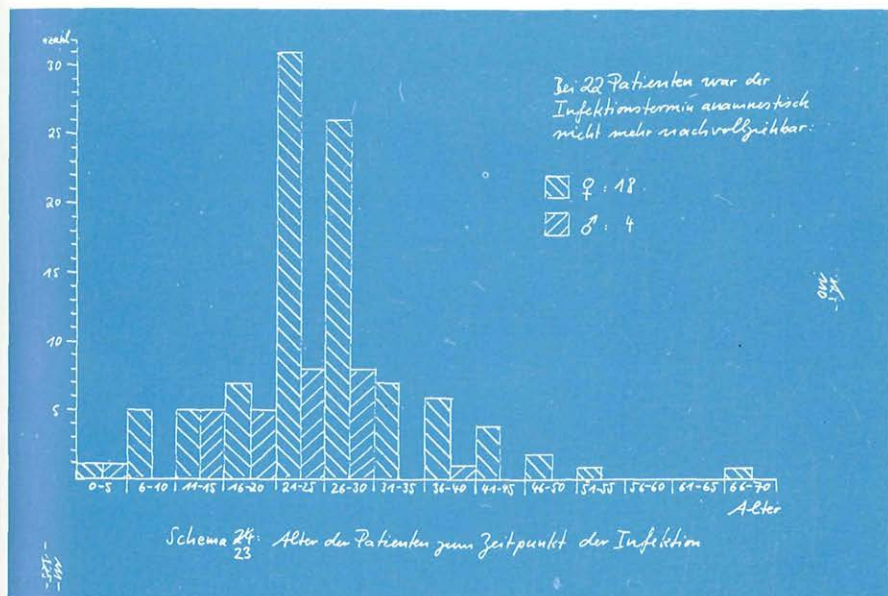 nzahl
30
25
20
15
10
5
Bei 22 Patienten war der
Infektionstermin anamnestisch
nicht mehr nachvollziehbar:
♀ : 18
♂ : 4
0-5 6-10 11-15 16-20 21-25 26-30 31-35 36-40 41-45 46-50 51-55 56-60 61-65 66-70
Alter
Schema 24: Alter der Patienten zum Zeitpunkt der Infektion
23